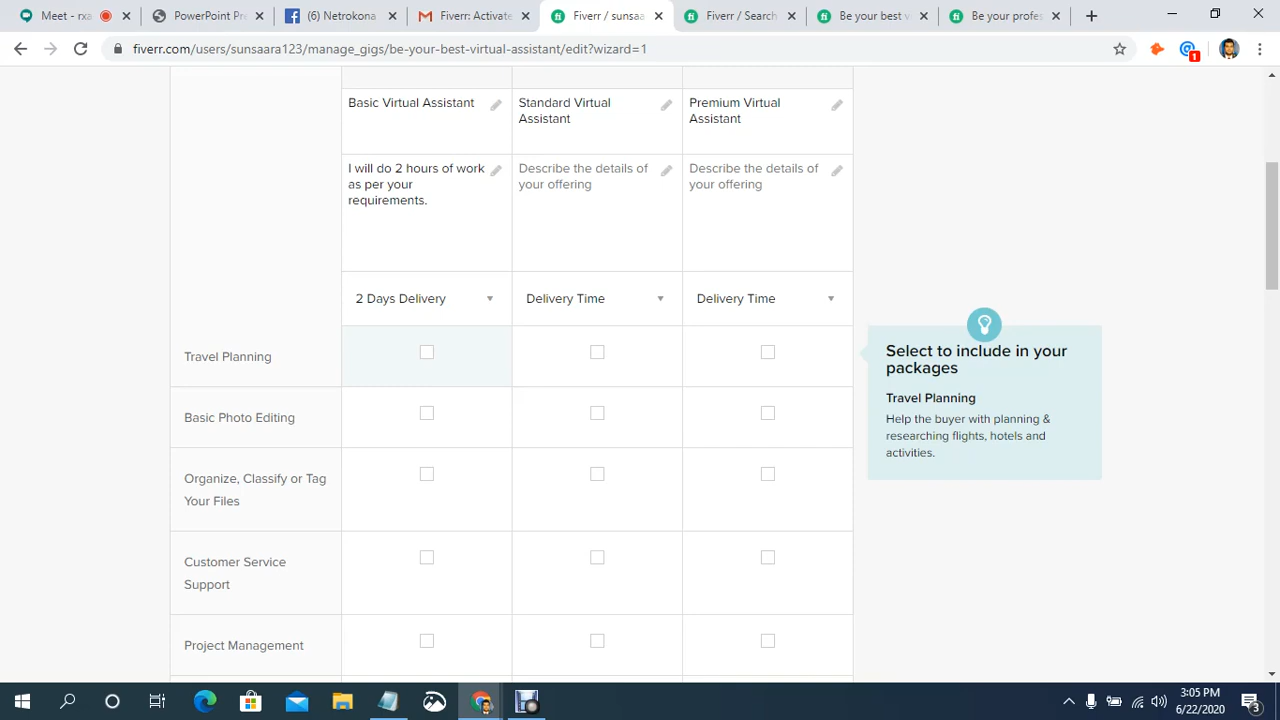 Meet - rxa
PowerPoint Pre
(6) Netrokona
Fiverr: Activate
Fiverr / sunsaa
Fiverr / Search
Be your best v
Be your profes
fiverr.com/users/sunsaara123/manage_gigs/be-your-best-virtual-assistant/edit?wizard=1
1
Basic Virtual Assistant
Standard Virtual
Assistant
Premium Virtual
Assistant
I will do 2 hours of work
as per your
requirements.
Describe the details of
your offering
Describe the details of
your offering
2 Days Delivery
Delivery Time
Delivery Time
Travel Planning
Basic Photo Editing
Organize, Classify or Tag
Your Files
Customer Service
Support
Project Management
Select to include in your
packages
Travel Planning
Help the buyer with planning &
researching flights, hotels and
activities.
3:05 PM
6/22/2020
3